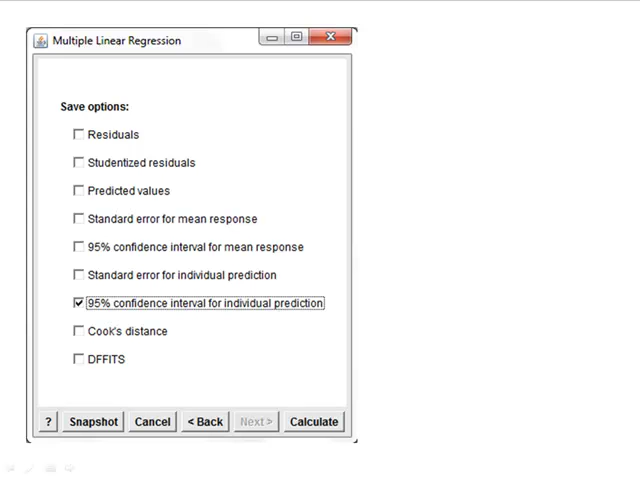 Multiple Linear Regression
Save options:
Residuals
Studentized residuals
Predicted values
Standard error for mean response
95% confidence interval for mean response
Standard error for individual prediction
95% confidence interval for individual prediction
Cook's distance
DFFITS
? Snapshot Cancel < Back Next > Calculate